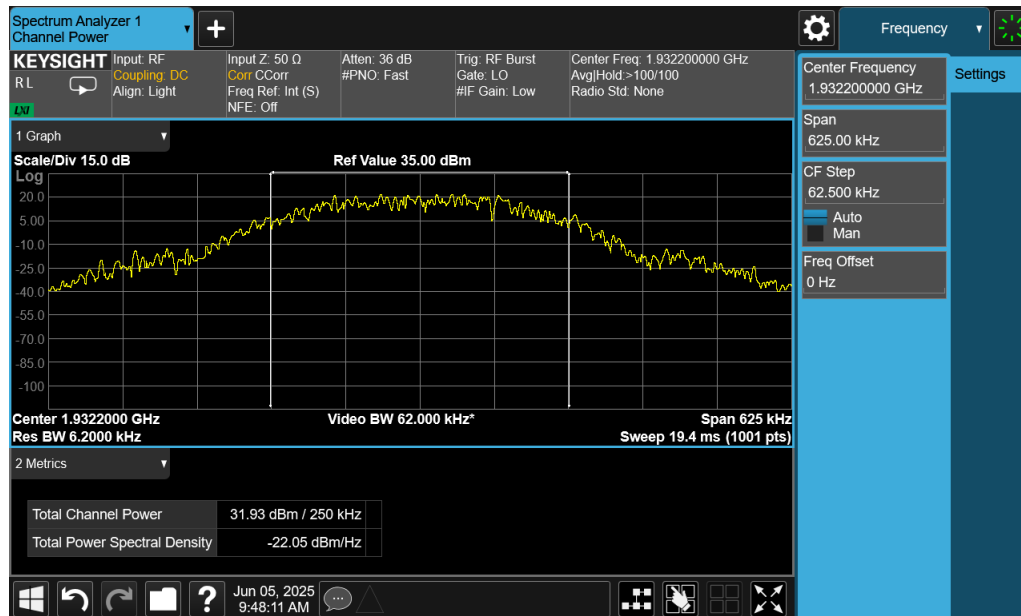 Spectrum Analyzer 1
Channel Power
Frequency
KEYSIGHT
R L
LXI
Input: RF
Coupling: DC
Align: Light
Input Z: 50 Ω
Corr CCorr
Freq Ref: Int (S)
NFE: Off
Atten: 36 dB
#PNO: Fast
Trig: RF Burst
Gate: LO
#IF Gain: Low
Center Freq: 1.932200000 GHz
Avg|Hold:>100/100
Radio Std: None
Center Frequency
1.932200000 GHz
Settings
Span
625.00 kHz
CF Step
62.500 kHz
Auto
Man
Freq Offset
0 Hz
1 Graph
Scale/Div 15.0 dB
Ref Value 35.00 dBm
Log
20.0
5.00
-10.0
-25.0
-40.0
-55.0
-70.0
-85.0
-100
Center 1.9322000 GHz
Video BW 62.000 kHz*
Span 625 kHz
Res BW 6.2000 kHz
Sweep 19.4 ms (1001 pts)
2 Metrics
Total Channel Power 31.93 dBm / 250 kHz
Total Power Spectral Density -22.05 dBm/Hz
?
Jun 05, 2025
9:48:11 AM